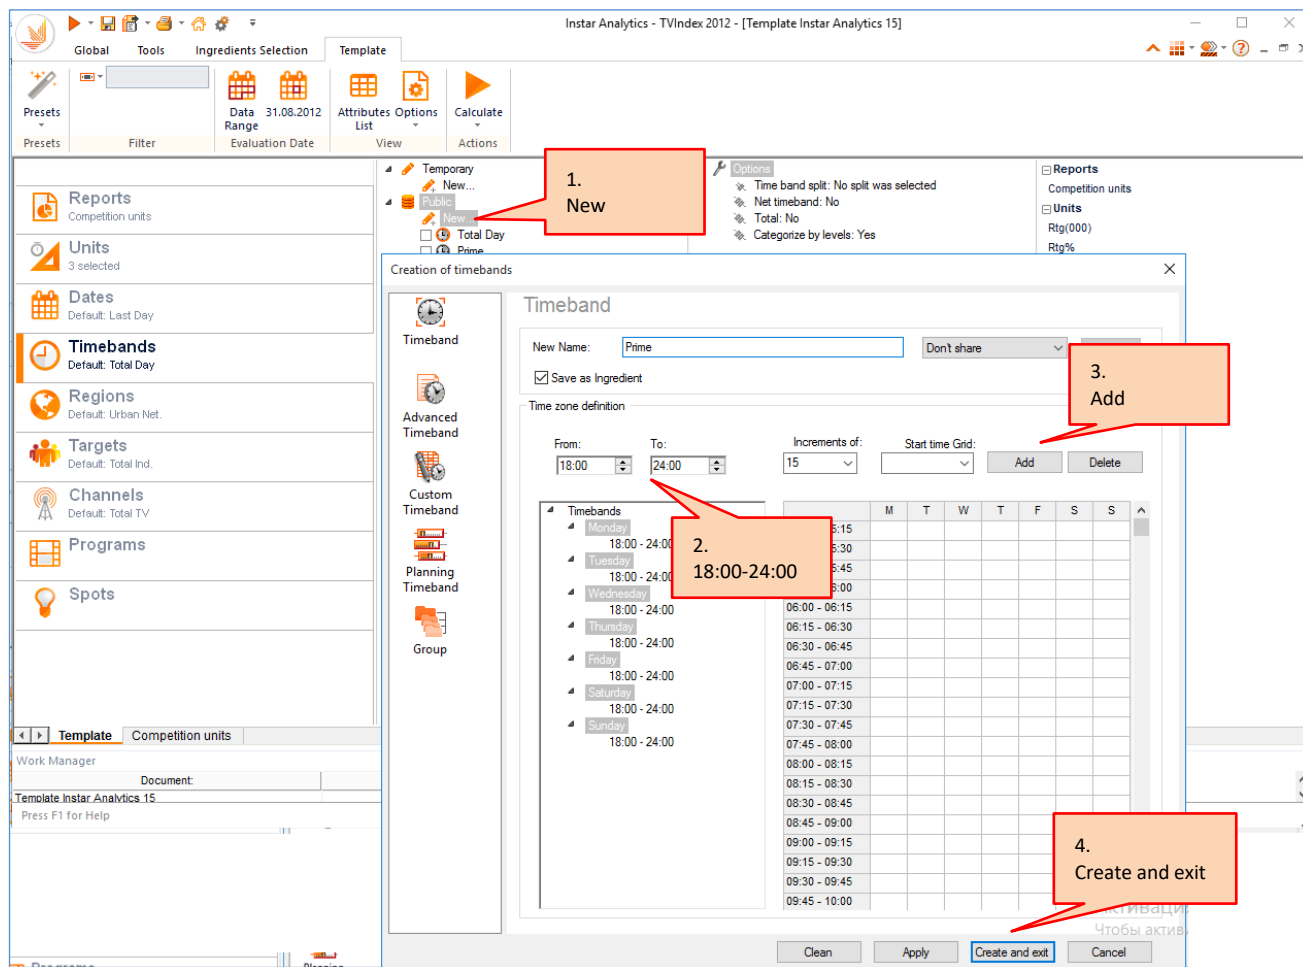 Instar Analytics - TVIndex 2012 - [Template Instar Analytics 15]
Global Tools Ingredients Selection Template
Presets
Data Range
31.08.2012
Attributes List
Options
Calculate
Presets Filter Evaluation Date View Actions
Reports
Competition units
Units
3 selected
Dates
Default: Last Day
Timebands
Default: Total Day
Regions
Default: Urban Net.
Targets
Default: Total Ind.
Channels
Default: Total TV
Programs
Spots
Temporary
New...
Public
New...
Total Day
Prime
1.
New
Options
Time band split: No split was selected
Net timeband: No
Total: No
Categorize by levels: Yes
Reports
Competition units
Units
Rtg(000)
Rtg%
Creation of timebands
Timeband
Advanced Timeband
Custom Timeband
Planning Timeband
Group
Timeband
New Name: Prime Don't share
Save as Ingredient
3.
Add
Time zone definition
From: To: Increments of: Start time Grid:
18:00 24:00 15 Add Delete
Timebands
Monday
18:00 - 24:00
Tuesday
18:00 - 24:00
Wednesday
18:00 - 24:00
Thursday
18:00 - 24:00
Friday
18:00 - 24:00
Saturday
18:00 - 24:00
Sunday
18:00 - 24:00
2.
18:00-24:00
M T W T F S S
5:15
5:30
5:45
6:00
06:00 - 06:15
06:15 - 06:30
06:30 - 06:45
06:45 - 07:00
07:00 - 07:15
07:15 - 07:30
07:30 - 07:45
07:45 - 08:00
08:00 - 08:15
08:15 - 08:30
08:30 - 08:45
08:45 - 09:00
09:00 - 09:15
09:15 - 09:30
09:30 - 09:45
09:45 - 10:00
4.
Create and exit
Clean Apply Create and exit Cancel
Template Competition units
Work Manager
Document:
Template Instar Analytics 15
Press F1 for Help
Чтобы актив